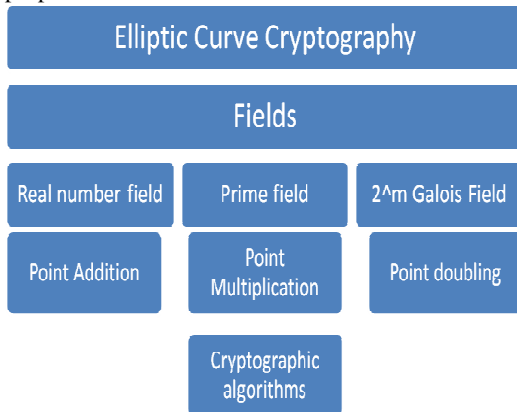 Elliptic Curve Cryptography
Fields
Real number field
Prime field
2^m Galois Field
Point Addition
Point
Multiplication
Point doubling
Cryptographic
algorithms